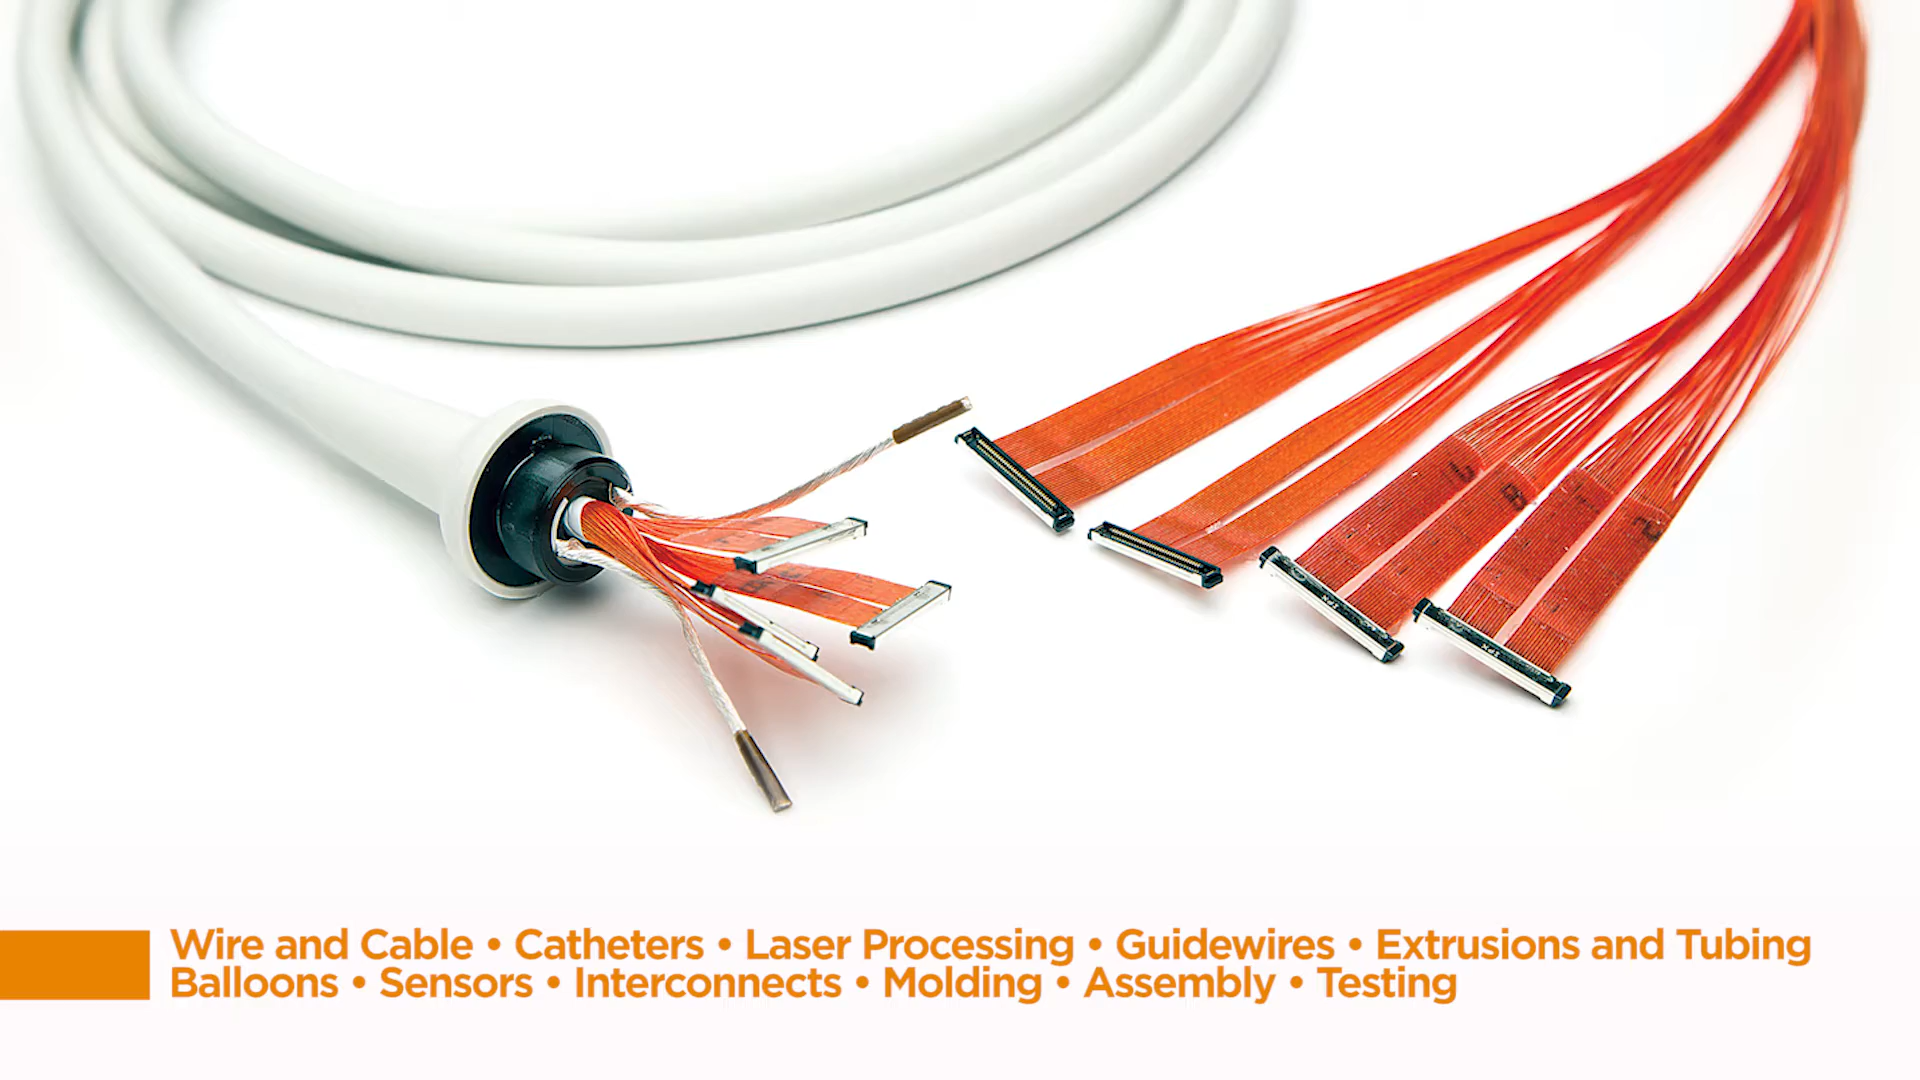 Wire and Cable • Catheters • Laser Processing • Guidewires • Extrusions and Tubing
Balloons • Sensors • Interconnects • Molding • Assembly • Testing